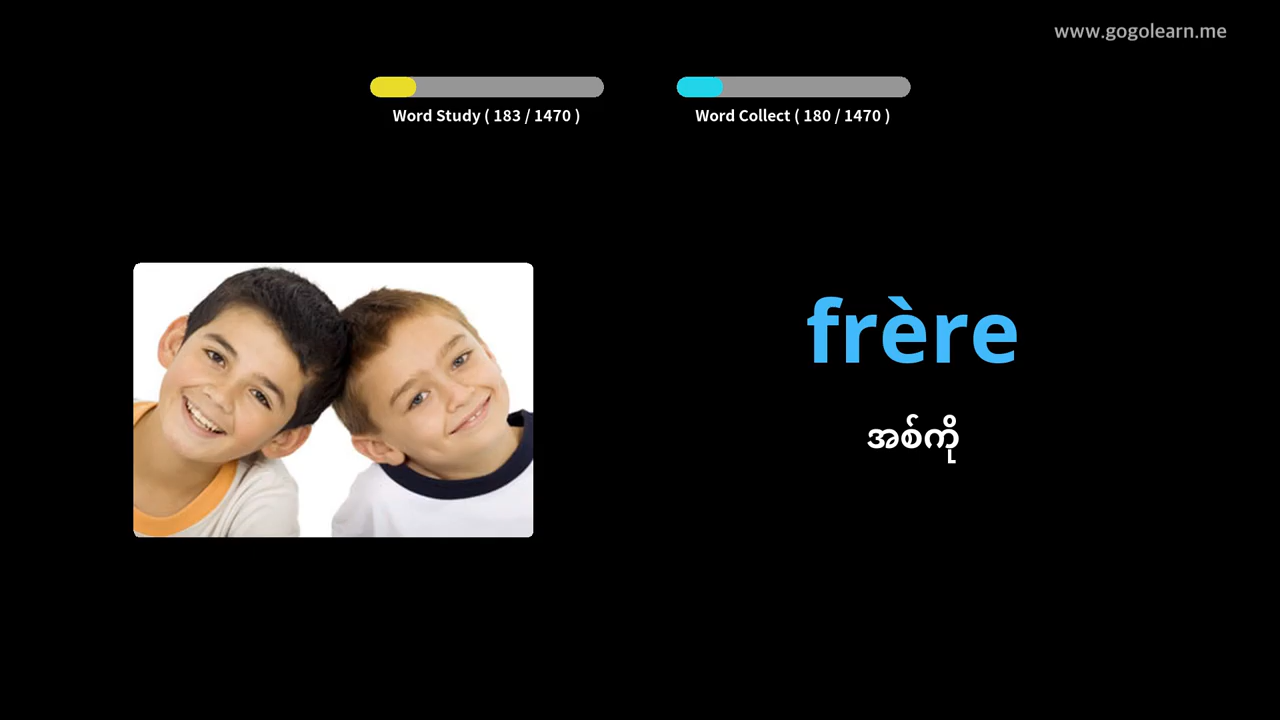 www.gogolearn.me
Word Study ( 183 / 1470 )
Word Collect ( 180 / 1470 )
frère
အစ်ကို